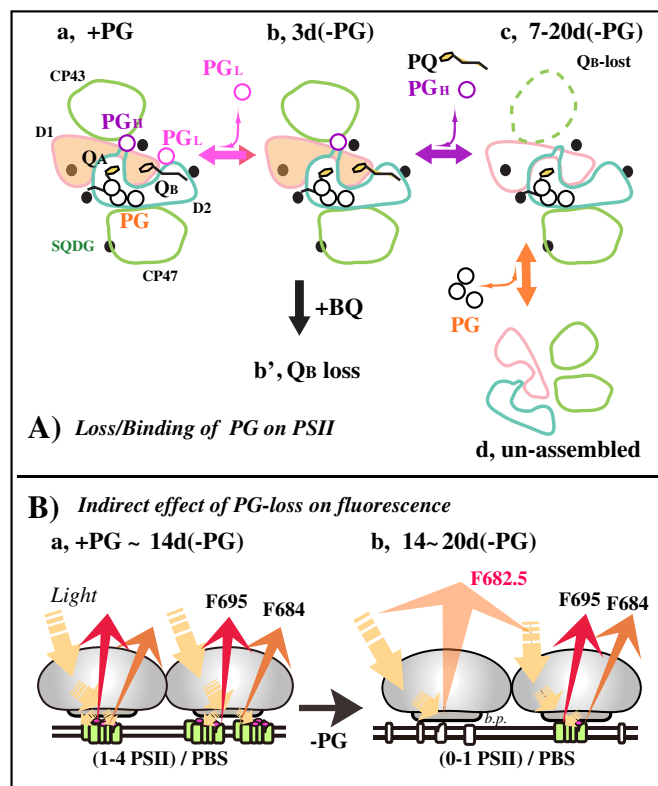 a, +PG
b, 3d(-PG)
c, 7-20d(-PG)
CP43
PGL
PQ
PGH
QB-lost
D1
PGH
PGL
QA
QB
D2
PG
SQDG
CP47
+BQ
PG
b’, QB loss
d, un-assembled
A) Loss/Binding of PG on PSII
B) Indirect effect of PG-loss on fluorescence
a, +PG ~ 14d(-PG)
b, 14~20d(-PG)
Light
F695
F684
F682.5
F695
F684
b.p.
-PG
(1-4 PSII) / PBS
(0-1 PSII) / PBS